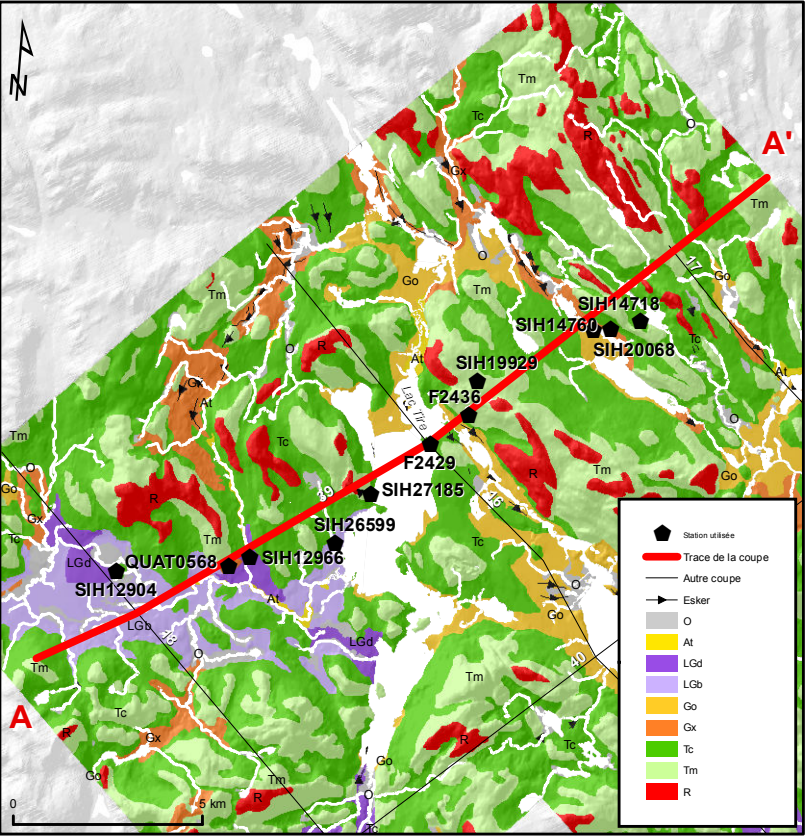 N
Tm
Tc
R
O
A'
Gx
Tm
O
17
Go
Go
Tm
Tm
SIH14718
SIH14760
O
R
At
SIH20068
Tc
SIH19929
Gx
At
At
Lac Tire
F2436
O
Tm
Tc
F2429
Tm
Go
O
R
Go
39
SIH27185
R
16
Gx
Tm
SIH26599
Tc
Tc
LGd
QUAT0568
SIH12966
SIH12904
At
O
Go
LGb
18
LGd
O
40
Tm
Tm
A
Tc
R
Gx
R
Tc
Go
Tm
Go
R
O
Tc
0
5 km
Station utilisée
Trace de la coupe
Autre coupe
Esker
O
At
LGd
LGb
Go
Gx
Tc
Tm
R